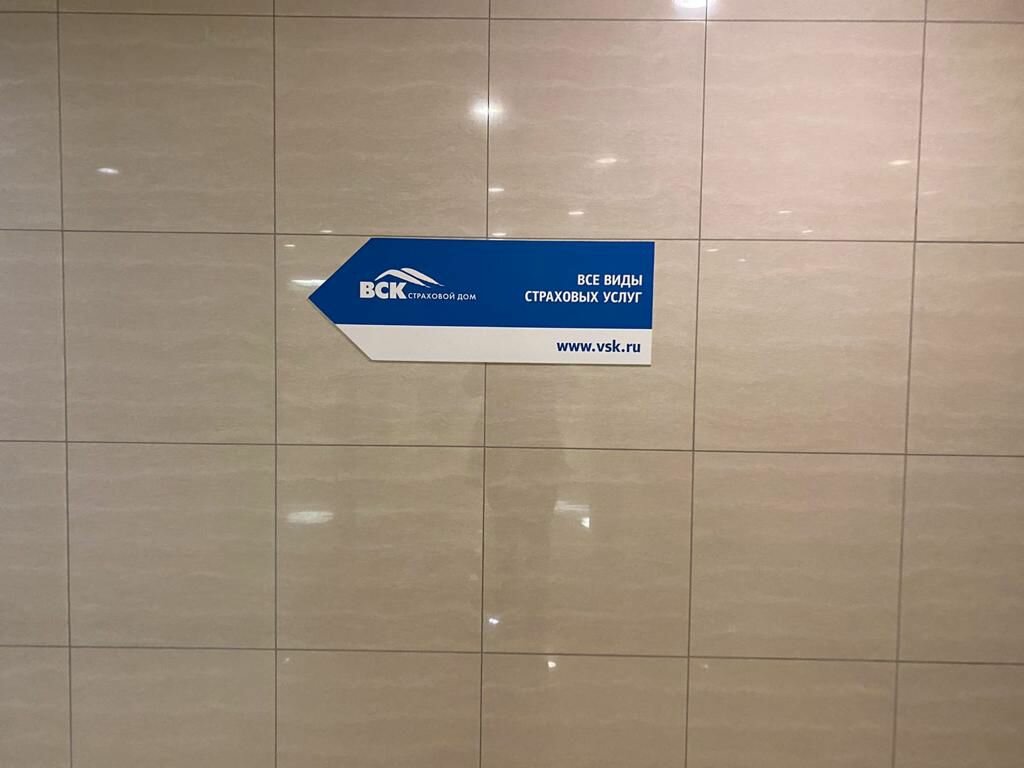 ВСК СТРАХОВОЙ ДОМ
ВСЕ ВИДЫ
СТРАХОВЫХ УСЛУГ
www.vsk.ru